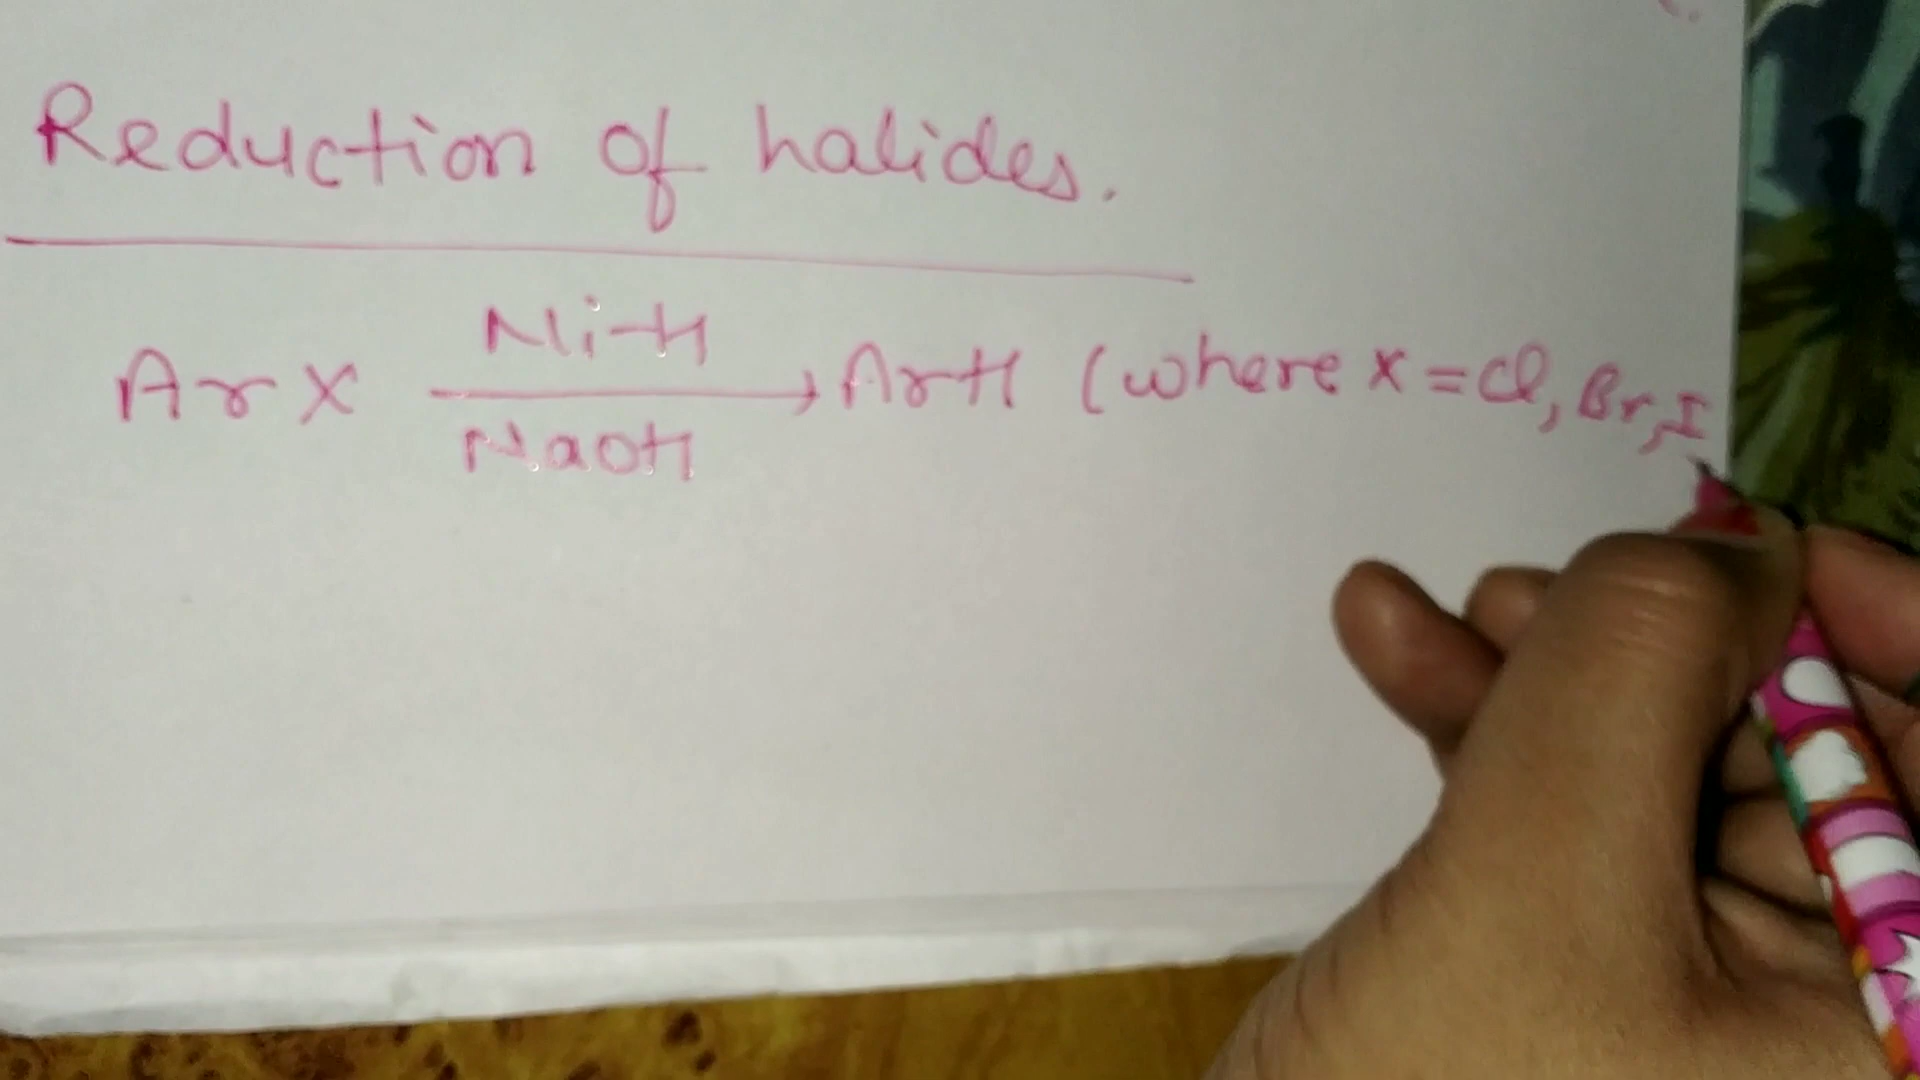 Reduction of halides.
Ni-H
ArX → ArH (where x = Cl, Br, I
NaOH